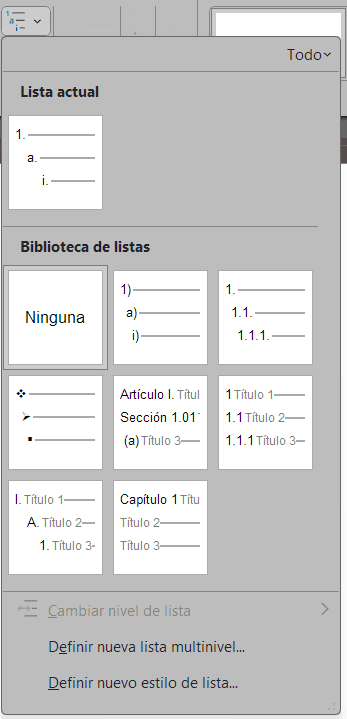 Todo
Lista actual
1.
a.
i.
Biblioteca de listas
Ninguna
1)
a)
i)
1.
1.1.
1.1.1.
Artículo I. Títul
Sección 1.01
(a) Título 3
1 Título 1
1.1 Título 2
1.1.1 Título 3
I. Título 1
A. Título 2
1. Título 3
Capítulo 1 Títu
Título 2
Título 3
Cambiar nivel de lista
Definir nueva lista multinivel...
Definir nuevo estilo de lista...